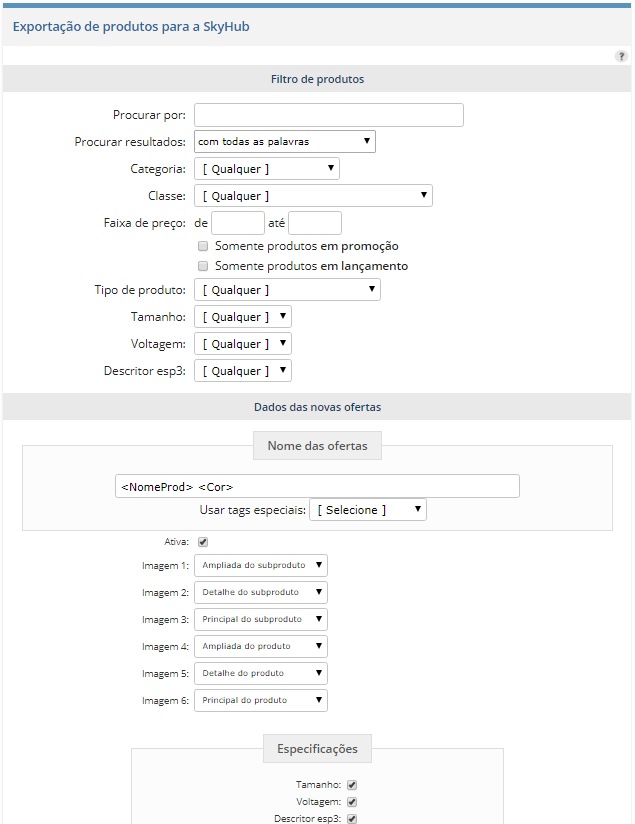 Exportação de produtos para a SkyHub
?
Filtro de produtos
Procurar por:
Procurar resultados: com todas as palavras
Categoria: [ Qualquer ]
Classe: [ Qualquer ]
Faixa de preço: de até
Somente produtos em promoção
Somente produtos em lançamento
Tipo de produto: [ Qualquer ]
Tamanho: [ Qualquer ]
Voltagem: [ Qualquer ]
Descritor esp3: [ Qualquer ]
Dados das novas ofertas
Nome das ofertas
<NomeProd> <Cor>
Usar tags especiais: [ Selecione ]
Ativa:
Imagem 1: Ampliada do subproduto
Imagem 2: Detalhe do subproduto
Imagem 3: Principal do subproduto
Imagem 4: Ampliada do produto
Imagem 5: Detalhe do produto
Imagem 6: Principal do produto
Especificações
Tamanho:
Voltagem:
Descritor esp3: